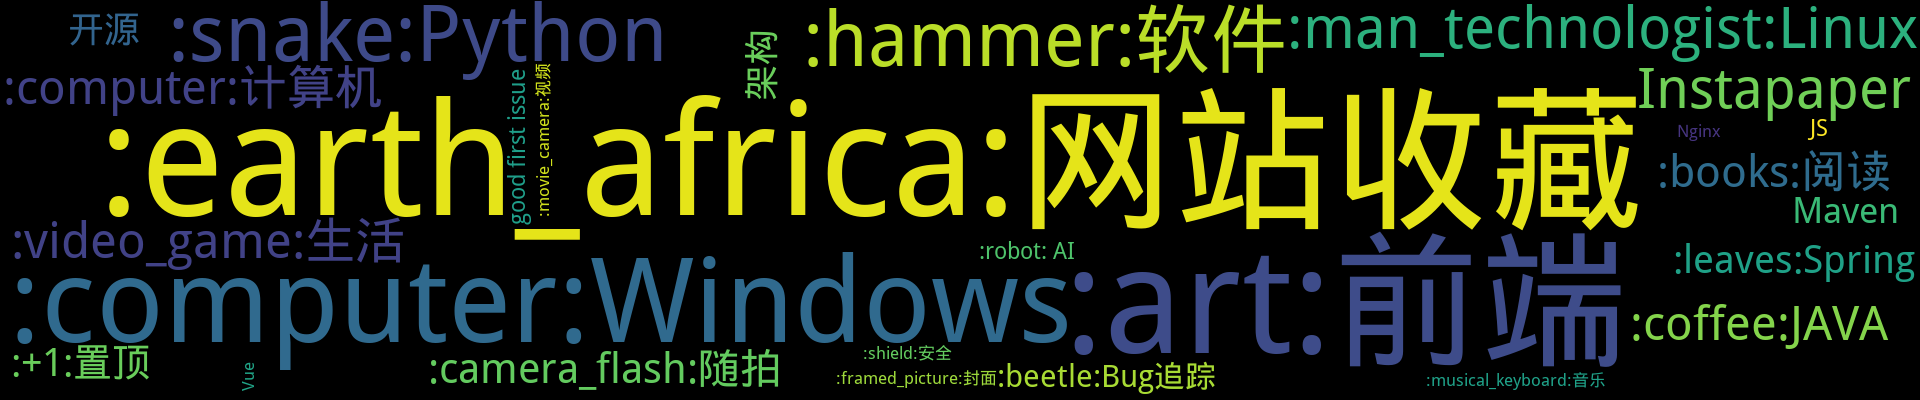 开源
:snake:Python
:hammer:软件
:man_technologist:Linux
:computer:计算机
good first issue
:movie_camera:视频
架构
Instapaper
:earth_africa:网站收藏
Nginx
JS
:books:阅读
Maven
:video_game:生活
:robot: AI
:leaves:Spring
:computer:Windows
:art:前端
:coffee:JAVA
:+1:置顶
Vue
:camera_flash:随拍
:shield:安全
:framed_picture:封面
:beetle:Bug追踪
:musical_keyboard:音乐